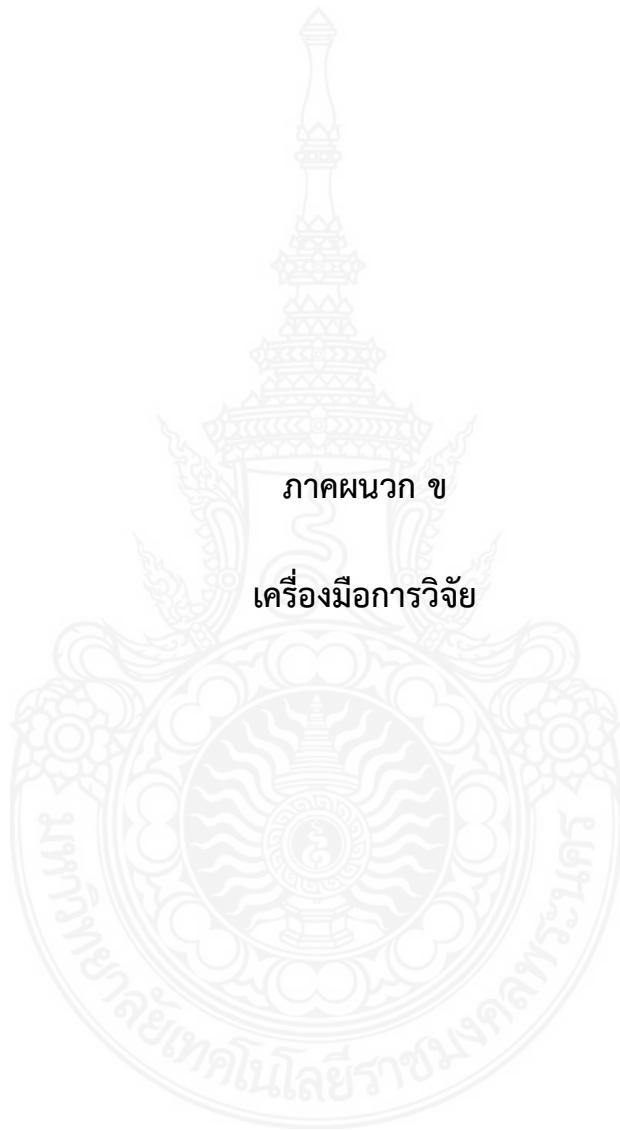 ภาคผนวก ข
เครื่องมือการวิจัย
มหาวิทยาลัยเทคโนโลยีราชมงคลพระนคร